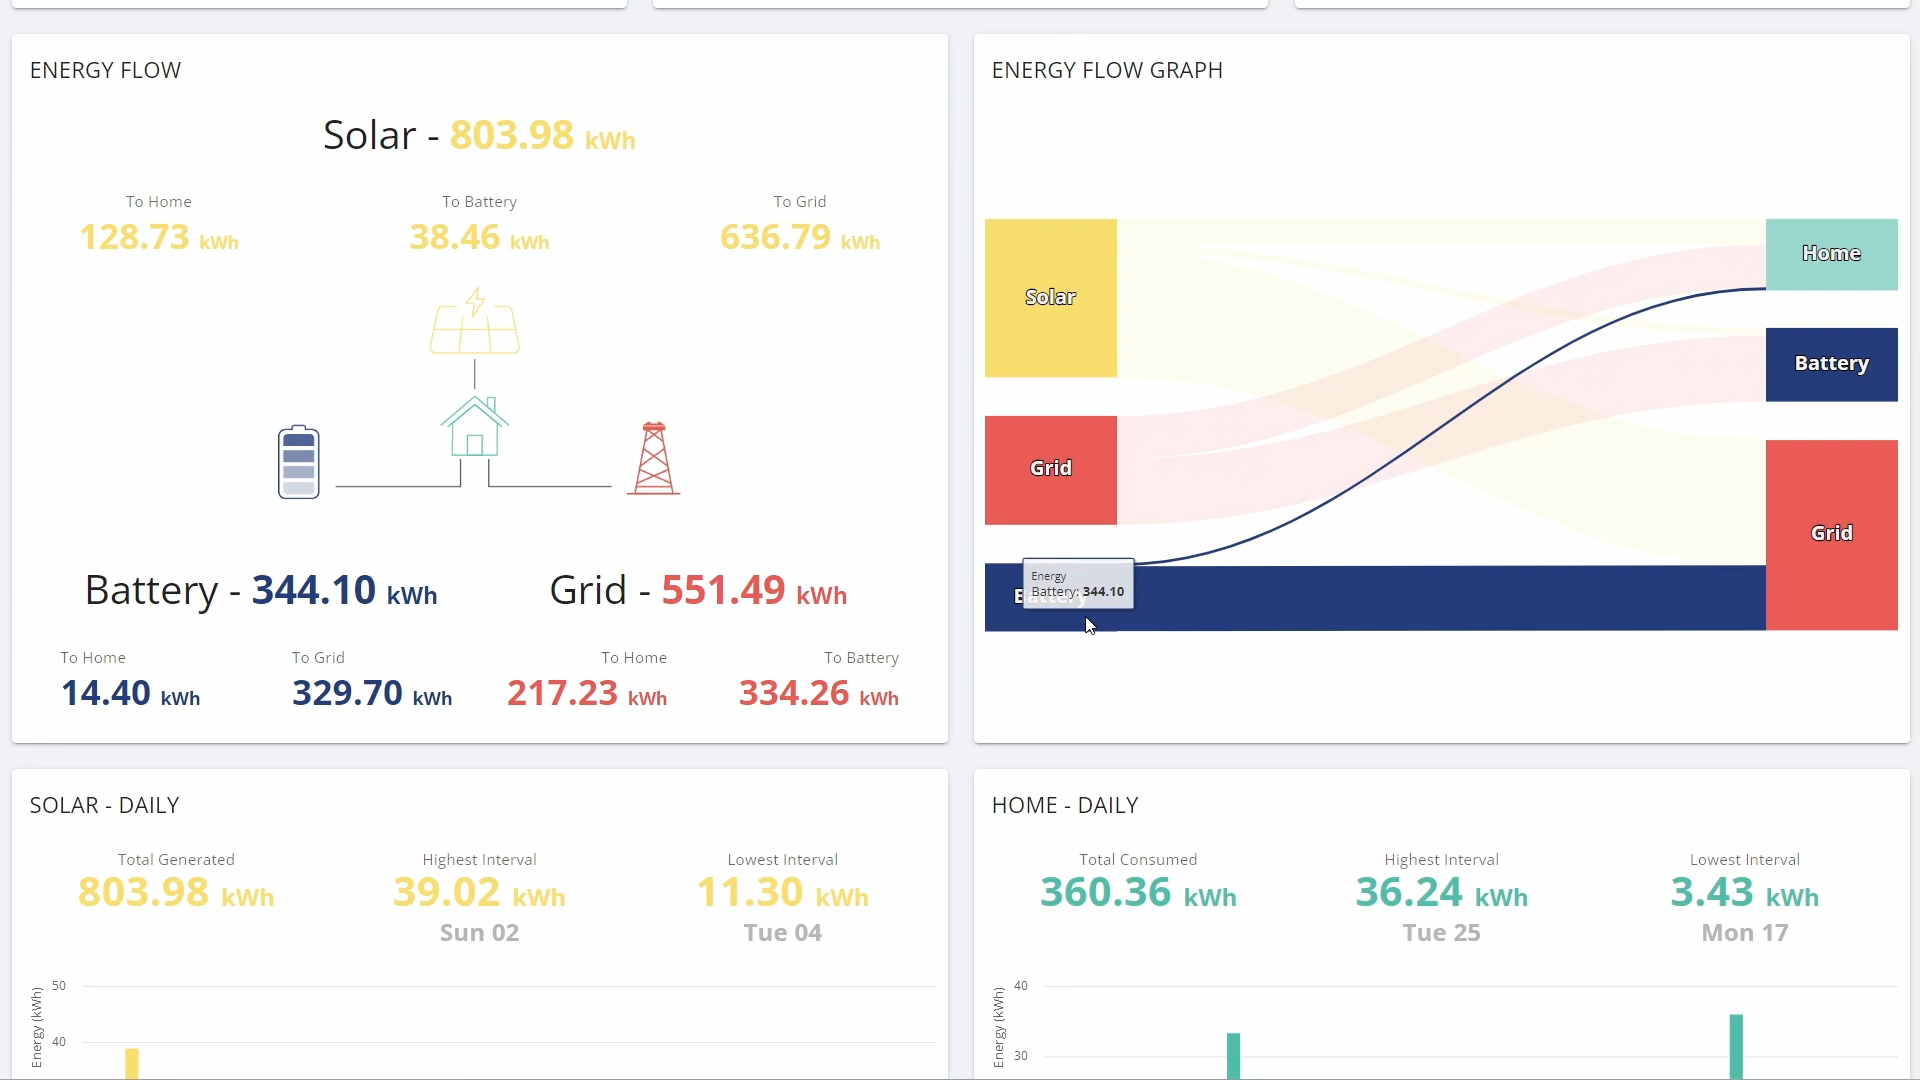 ENERGY FLOW
Solar - 803.98 kWh
To Home
To Battery
To Grid
128.73 kWh
38.46 kWh
636.79 kWh
Battery - 344.10 kWh
Grid - 551.49 kWh
To Home
To Grid
To Home
To Battery
14.40 kWh
329.70 kWh
217.23 kWh
334.26 kWh
ENERGY FLOW GRAPH
Solar
Grid
Battery
Energy
Battery: 344.10
Home
Battery
Grid
SOLAR - DAILY
Total Generated
Highest Interval
Lowest Interval
803.98 kWh
39.02 kWh
11.30 kWh
Sun 02
Tue 04
Energy (kWh)
50
40
HOME - DAILY
Total Consumed
Highest Interval
Lowest Interval
360.36 kWh
36.24 kWh
3.43 kWh
Tue 25
Mon 17
Energy (kWh)
40
30